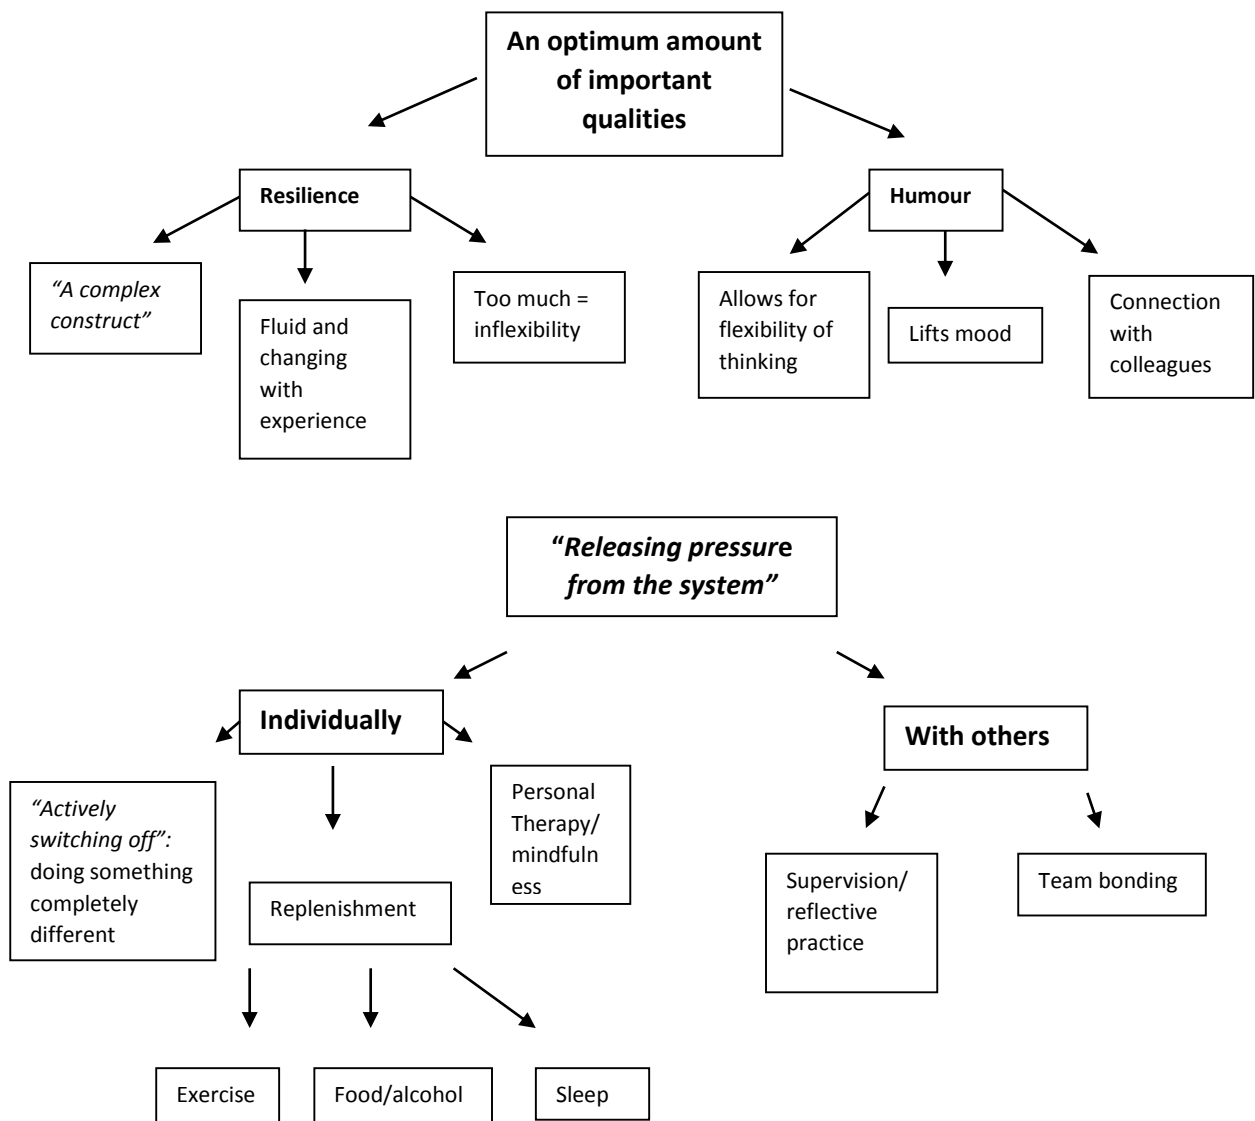 An optimum amount
of important
qualities
Resilience
Humour
“A complex
construct”
Fluid and
changing
with
experience
Too much =
inflexibility
Allows for
flexibility of
thinking
Lifts mood
Connection
with
colleagues
“Releasing pressure
from the system”
Individually
With others
“Actively
switching off”:
doing something
completely
different
Replenishment
Personal
Therapy/
mindfuln
ess
Supervision/
reflective
practice
Team bonding
Exercise
Food/alcohol
Sleep